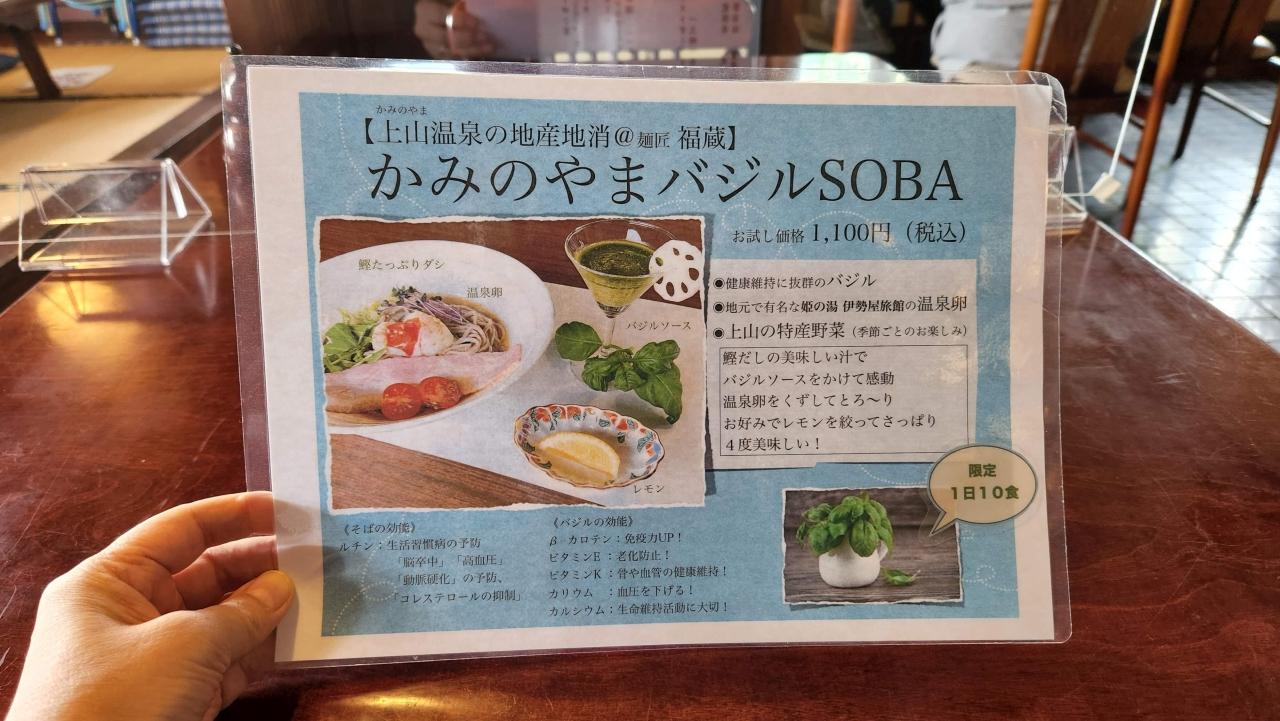 かみのやま
【上山温泉の地産地消@麺匠 福蔵】
かみのやまバジルSOBA
お試し価格 1,100円（税込）
鰹たっぷりダシ
温泉卵
バジルソース
レモン
◉健康維持に抜群のバジル
◉地元で有名な姫の湯 伊勢屋旅館の温泉卵
◉上山の特産野菜（季節ごとのお楽しみ）
鰹だしの美味しい汁で
バジルソースをかけて感動
温泉卵をくずしてとろ〜り
お好みでレモンを絞ってさっぱり
４度美味しい！
限定
1日10食
《そばの効能》
ルチン：生活習慣病の予防
「脳卒中」「高血圧」
「動脈硬化」の予防、
「コレステロールの抑制」
《バジルの効能》
β カロテン：免疫力UP！
ビタミンE ：老化防止！
ビタミンK ：骨や血管の健康維持！
カリウム ：血圧を下げる！
カルシウム：生命維持活動に大切！